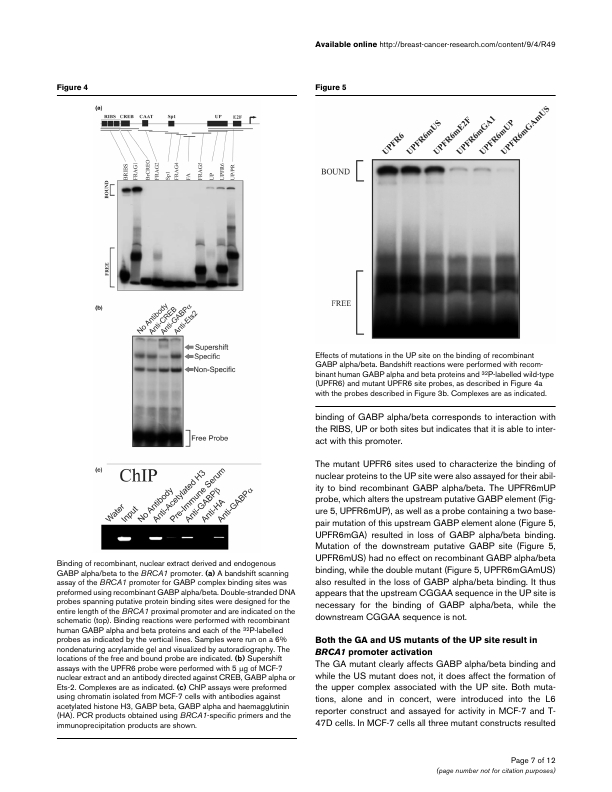 Available online http://breast-cancer-research.com/content/9/4/R49
Figure 4
(a)
RIBS CREB CAAT Sp1 UP E2F
BRIBS
FRAG1
BrCRE1
FRAG2
Sp1
FRAG4
FA
FRAG5
UP
UPFR6
UPPR
BOUND
FREE
(b)
No Antibody
Anti-CREB
Anti-GABPα
Anti-Ets2
Supershift
Specific
Non-Specific
Free Probe
(c)
ChIP
Water
Input
No Antibody
Anti-Acetylated H3
Pre-Immune Serum
Anti-GABPβ
Anti-HA
Anti-GABPα
Binding of recombinant, nuclear extract derived and endogenous
GABP alpha/beta to the BRCA1 promoter. (a) A bandshift scanning
assay of the BRCA1 promoter for GABP complex binding sites was
preformed using recombinant GABP alpha/beta. Double-stranded DNA
probes spanning putative protein binding sites were designed for the
entire length of the BRCA1 proximal promoter and are indicated on the
schematic (top). Binding reactions were performed with recombinant
human GABP alpha and beta proteins and each of the ³²P-labelled
probes as indicated by the vertical lines. Samples were run on a 6%
nondenaturing acrylamide gel and visualized by autoradiography. The
locations of the free and bound probe are indicated. (b) Supershift
assays with the UPFR6 probe were performed with 5 μg of MCF-7
nuclear extract and an antibody directed against CREB, GABP alpha or
Ets-2. Complexes are as indicated. (c) ChIP assays were preformed
using chromatin isolated from MCF-7 cells with antibodies against
acetylated histone H3, GABP beta, GABP alpha and haemagglutinin
(HA). PCR products obtained using BRCA1-specific primers and the
immunoprecipitation products are shown.
Figure 5
UPFR6
UPFR6mUS
UPFR6mE2F
UPFR6mGA1
UPFR6mUP
UPFR6mGAmUS
BOUND
FREE
Effects of mutations in the UP site on the binding of recombinant
GABP alpha/beta. Bandshift reactions were performed with recom-
binant human GABP alpha and beta proteins and ³²P-labelled wild-type
(UPFR6) and mutant UPFR6 site probes, as described in Figure 4a
with the probes described in Figure 3b. Complexes are as indicated.
binding of GABP alpha/beta corresponds to interaction with
the RIBS, UP or both sites but indicates that it is able to inter-
act with this promoter.
The mutant UPFR6 sites used to characterize the binding of
nuclear proteins to the UP site were also assayed for their abil-
ity to bind recombinant GABP alpha/beta. The UPFR6mUP
probe, which alters the upstream putative GABP element (Fig-
ure 5, UPFR6mUP), as well as a probe containing a two base-
pair mutation of this upstream GABP element alone (Figure 5,
UPFR6mGA) resulted in loss of GABP alpha/beta binding.
Mutation of the downstream putative GABP site (Figure 5,
UPFR6mUS) had no effect on recombinant GABP alpha/beta
binding, while the double mutant (Figure 5, UPFR6mGAmUS)
also resulted in the loss of GABP alpha/beta binding. It thus
appears that the upstream CGGAA sequence in the UP site is
necessary for the binding of GABP alpha/beta, while the
downstream CGGAA sequence is not.
Both the GA and US mutants of the UP site result in
BRCA1 promoter activation
The GA mutant clearly affects GABP alpha/beta binding and
while the US mutant does not, it does affect the formation of
the upper complex associated with the UP site. Both muta-
tions, alone and in concert, were introduced into the L6
reporter construct and assayed for activity in MCF-7 and T-
47D cells. In MCF-7 cells all three mutant constructs resulted
Page 7 of 12
(page number not for citation purposes)